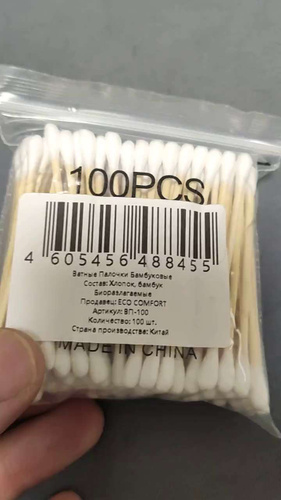 100PCS
4 605456 488455
Ватные Палочки Бамбуковые
Состав: Хлопок, бамбук
Биоразлагаемые
Продавец: ECO COMFORT
Артикул: ВП-100
Количество: 100 шт.
Страна производства: Китай
MADE IN CHINA